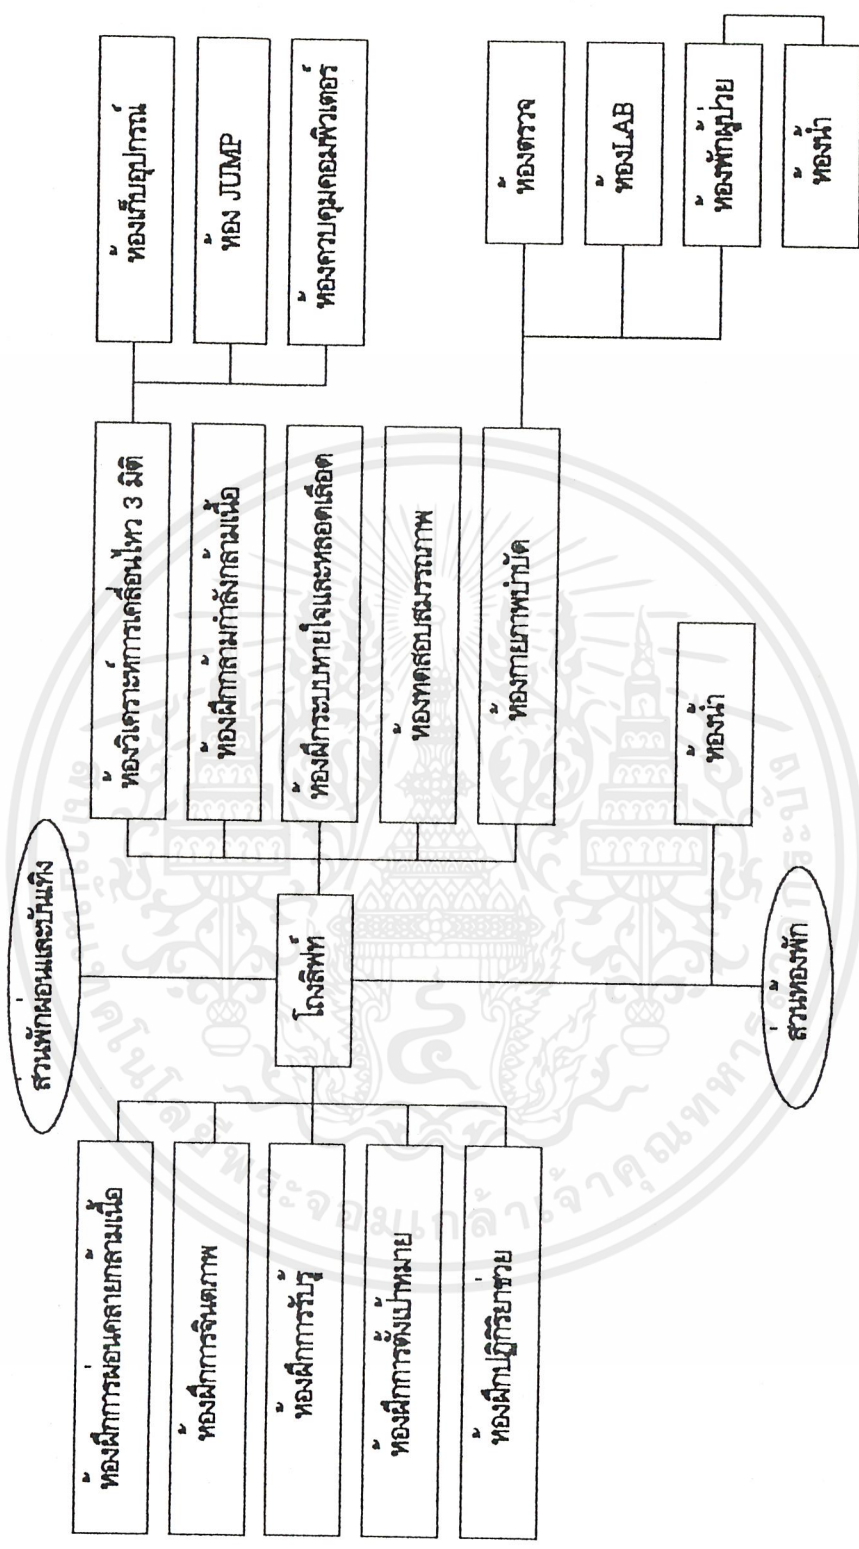 ส่วนพักผ่อนและบันเทิง
ห้องฝึกการผ่อนคลายกล้ามเนื้อ
ห้องฝึกการจินตภาพ
ห้องฝึกการรับรู้
ห้องฝึกการตั้งเป้าหมาย
ห้องฝึกปฏิกิริยาช่วย
โถงลิฟท์
ห้องวิเคราะห์การเคลื่อนไหว 3 มิติ
ห้องฝึกกล้ามกำลังกล้ามเนื้อ
ห้องฝึกระบบหายใจและหลอดเลือด
ห้องทดสอบสมรรถภาพ
ห้องกายภาพบำบัด
ห้องเก็บอุปกรณ์
ห้อง JUMP
ห้องควบคุมคอมพิวเตอร์
ห้องตรวจ
ห้องLAB
ห้องพักผู้ป่วย
ห้องน้ำ
ห้องน้ำ
ส่วนห้องพัก